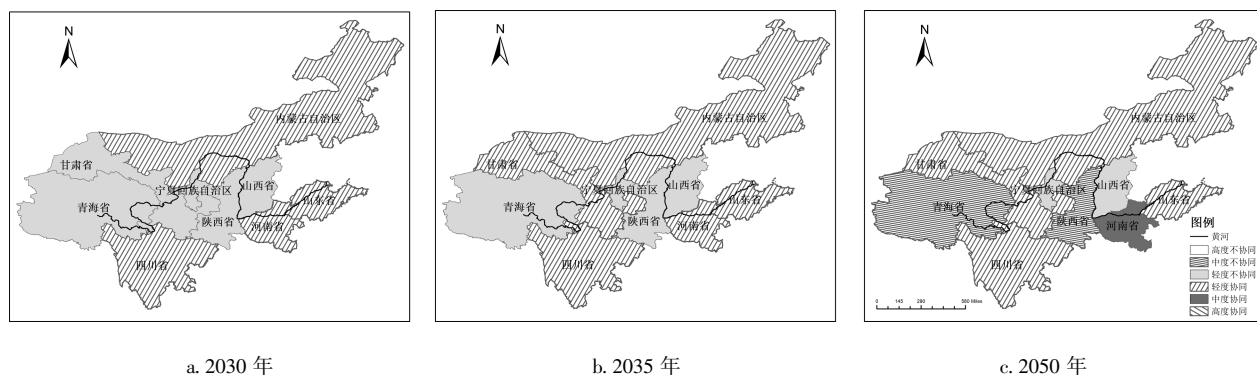 N
内蒙古自治区
甘肃省
宁夏回族自治区
山西省
山东省
青海省
陕西省
河南省
四川省
a. 2030 年
N
内蒙古自治区
甘肃省
宁夏回族自治区
山西省
山东省
青海省
陕西省
河南省
四川省
b. 2035 年
N
内蒙古自治区
甘肃省
宁夏回族自治区
山西省
山东省
青海省
陕西省
河南省
四川省
图例
黄河
高度不协同
中度不协同
轻度不协同
轻度协同
中度协同
高度协同
0 145 290 580 Miles
c. 2050 年